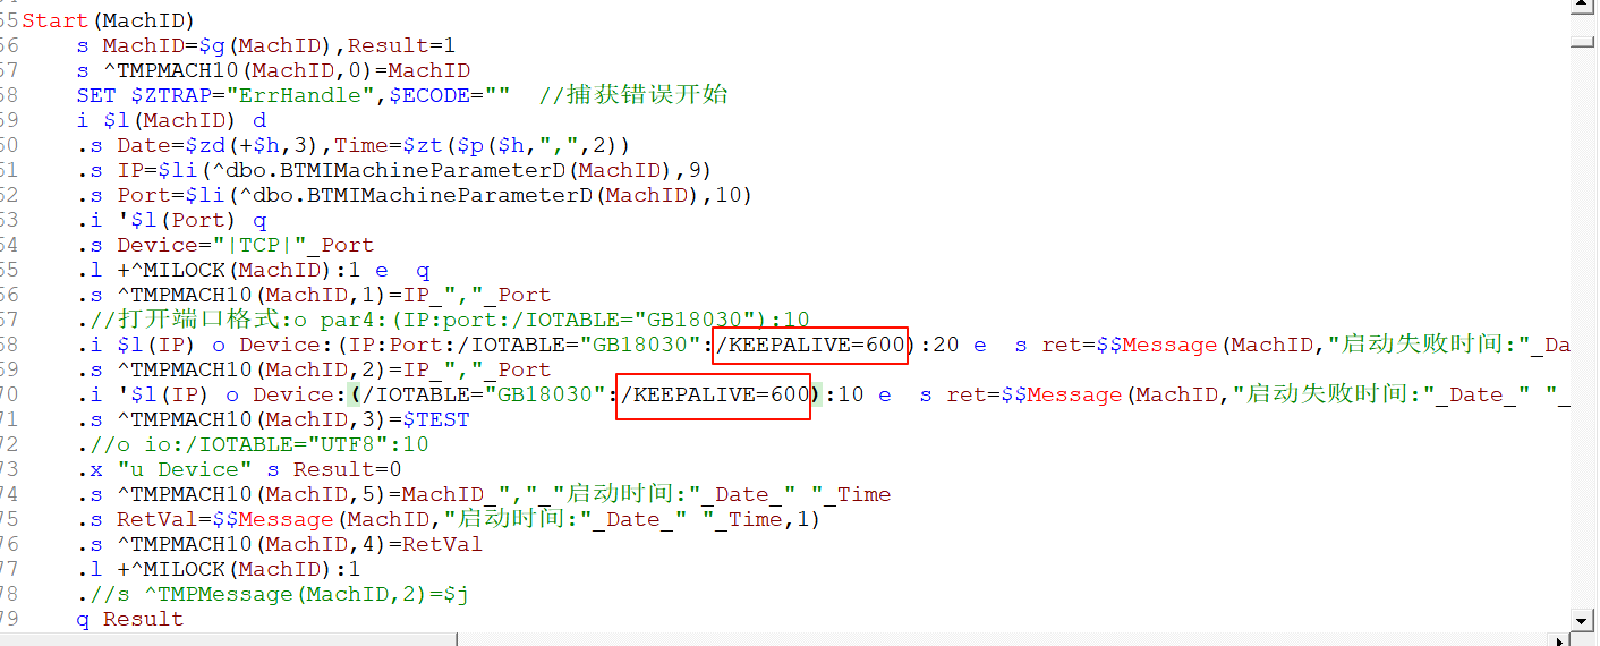 55 Start(MachID)
56 s MachID=$g(MachID),Result=1
57 s ^TMPMACH10(MachID,0)=MachID
58 SET $ZTRAP="ErrHandle",$ECODE="" //捕获错误开始
59 i $l(MachID) d
60 .s Date=$zd(+$h,3),Time=$zt($p($h,",",2))
61 .s IP=$li(^dbo.BTMIMachineParameterD(MachID),9)
62 .s Port=$li(^dbo.BTMIMachineParameterD(MachID),10)
63 .i '$l(Port) q
64 .s Device="|TCP|"_Port
65 .l +^MILOCK(MachID):1 e  q
66 .s ^TMPMACH10(MachID,1)=IP_","_Port
67 .//打开端口格式:o par4:(IP:port:/IOTABLE="GB18030"):10
68 .i $l(IP) o Device:(IP:Port:/IOTABLE="GB18030":/KEEPALIVE=600):20 e  s ret=$$Message(MachID,"启动失败时间:"_Da
69 .s ^TMPMACH10(MachID,2)=IP_","_Port
70 .i '$l(IP) o Device:(/IOTABLE="GB18030":/KEEPALIVE=600):10 e  s ret=$$Message(MachID,"启动失败时间:"_Date_" "_
71 .s ^TMPMACH10(MachID,3)=$TEST
72 .//o io:/IOTABLE="UTF8":10
73 .x "u Device" s Result=0
74 .s ^TMPMACH10(MachID,5)=MachID_","_"启动时间:"_Date_" "_Time
75 .s RetVal=$$Message(MachID,"启动时间:"_Date_" "_Time,1)
76 .s ^TMPMACH10(MachID,4)=RetVal
77 .l +^MILOCK(MachID):1
78 .//s ^TMPMessage(MachID,2)=$j
79 q Result